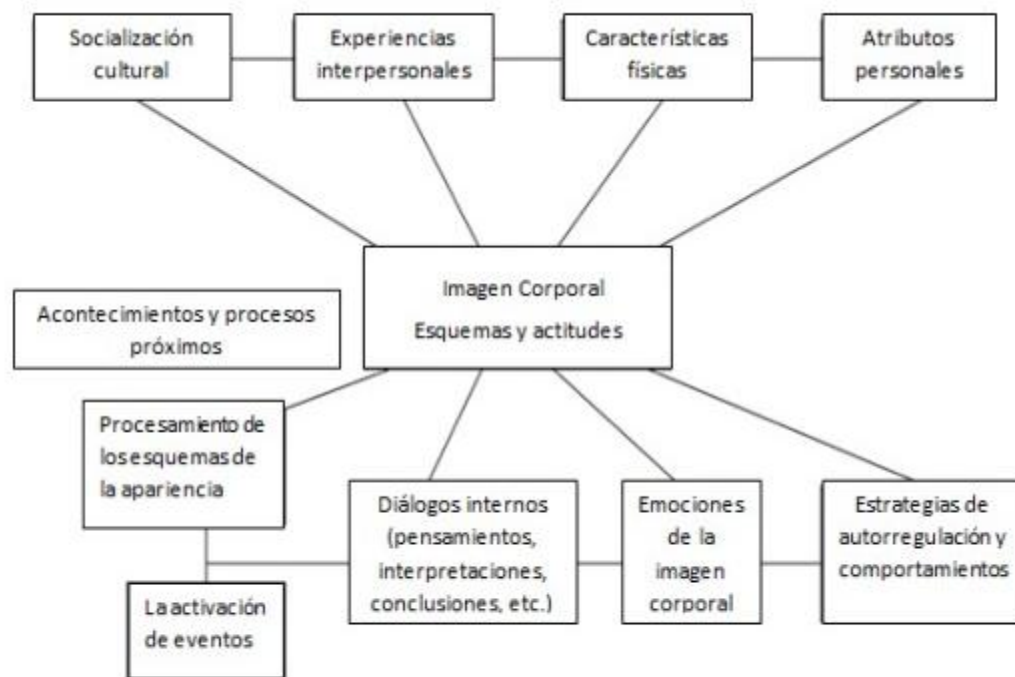 Socialización
cultural
Experiencias
interpersonales
Características
físicas
Atributos
personales
Imagen Corporal
Esquemas y actitudes
Acontecimientos y procesos
próximos
Procesamiento de
los esquemas de
la apariencia
Diálogos internos
(pensamientos,
interpretaciones,
conclusiones, etc.)
Emociones
de la
imagen
corporal
Estrategias de
autorregulación y
comportamientos
La activación
de eventos